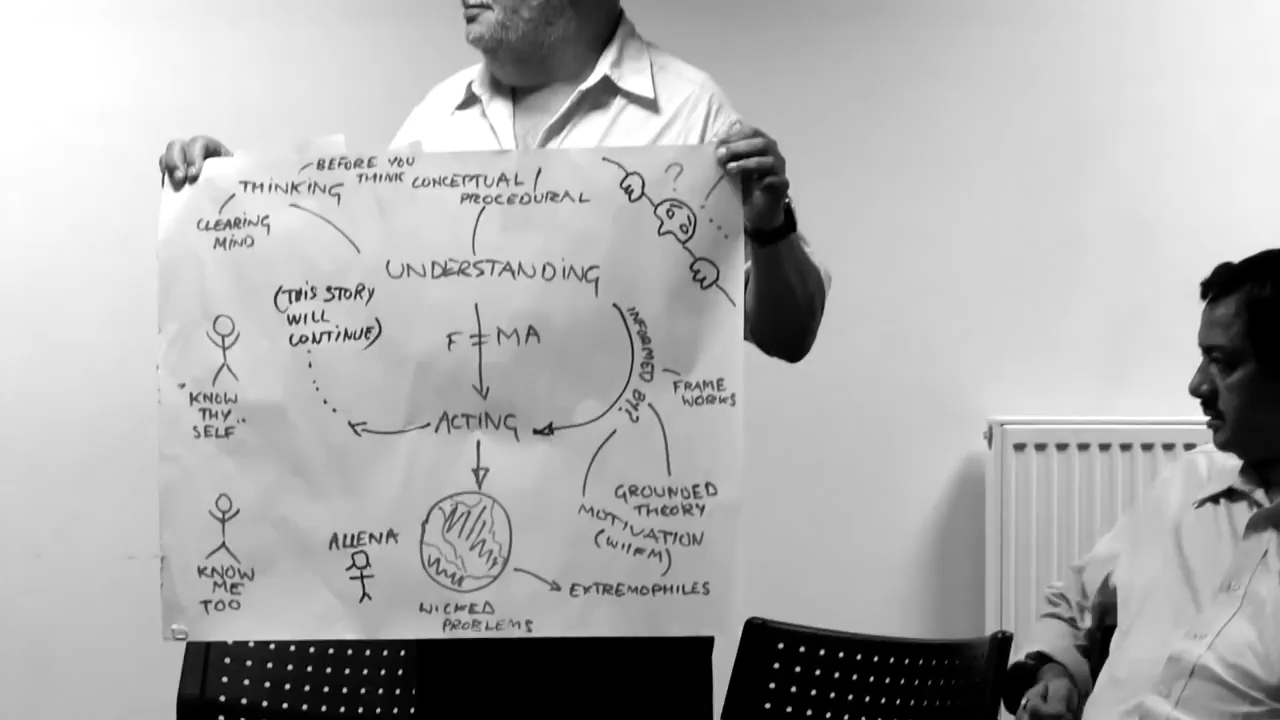 BEFORE YOU
THINK
THINKING
CLEARING
MIND
CONCEPTUAL /
PROCEDURAL
?
UNDERSTANDING
(THIS STORY
WILL
CONTINUE)
F = MA
INFORMED BY?
FRAME
WORKS
"KNOW
THY
SELF"
ACTING
GROUNDED
THEORY
MOTIVATION
(WIIFM)
ALLENA
KNOW
ME
TOO
EXTREMOPHILES
WICKED
PROBLEMS